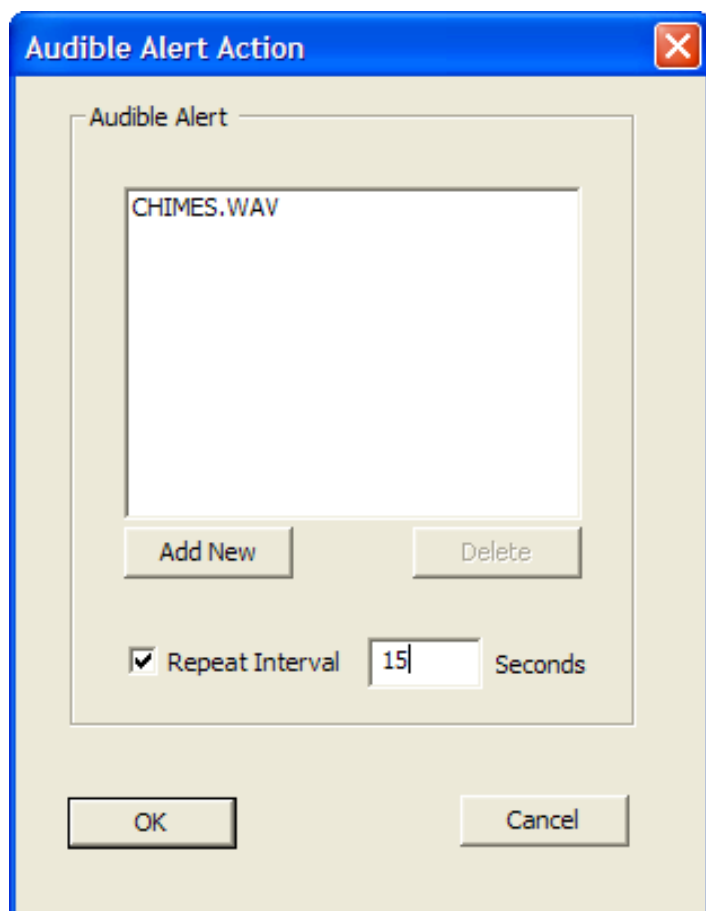 Audible Alert Action
Audible Alert
CHIMES.WAV
Add New Delete
Repeat Interval 15 Seconds
OK Cancel